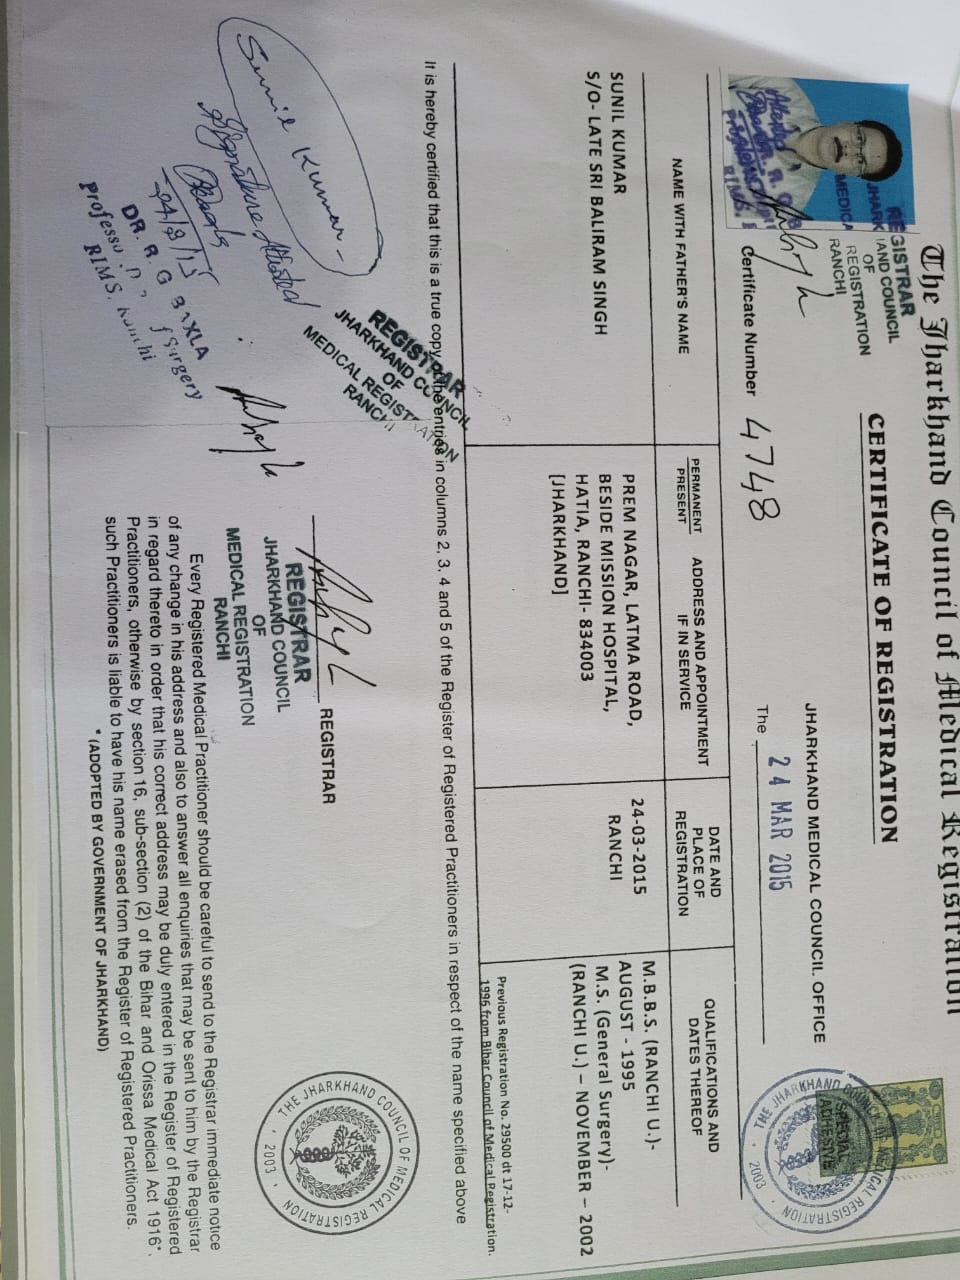 The Jharkhand Council of Medical Registration
CERTIFICATE OF REGISTRATION
REGISTRAR
JHARKHAND COUNCIL
OF
MEDICAL REGISTRATION
RANCHI
JHARKHAND MEDICAL COUNCIL OFFICE
Certificate Number 4748
The 24 MAR 2015
SPECIAL
ADHESIVE
THE JHARKHAND COUNCIL OF MEDICAL REGISTRATION
2003
NAME WITH FATHER'S NAME
PERMANENT
PRESENT
ADDRESS AND APPOINTMENT
IF IN SERVICE
DATE AND
PLACE OF
REGISTRATION
QUALIFICATIONS AND
DATES THEREOF
SUNIL KUMAR
S/O- LATE SRI BALIRAM SINGH
PREM NAGAR, LATMA ROAD,
BESIDE MISSION HOSPITAL,
HATIA, RANCHI- 834003
[JHARKHAND]
24-03-2015
RANCHI
M.B.B.S. (RANCHI U.)-
AUGUST - 1995
M.S. (General Surgery)-
(RANCHI U.) – NOVEMBER – 2002
Previous Registration No. 29500 dt 17-12-
1996 from Bihar Council of Medical Registration.
It is hereby certified that this is a true copy of the entries in columns 2, 3, 4 and 5 of the Register of Registered Practitioners in respect of the name specified above
REGISTRAR
JHARKHAND COUNCIL
OF
MEDICAL REGISTRATION
RANCHI
Sunil Kumar
Signature Attested
24/3/15
DR. R. G. BAXLA
Professor of Surgery
RIMS, Ranchi
REGISTRAR
REGISTRAR
JHARKHAND COUNCIL
OF
MEDICAL REGISTRATION
RANCHI
THE JHARKHAND COUNCIL OF MEDICAL REGISTRATION
2003
Every Registered Medical Practitioner should be careful to send to the Registrar immediate notice
of any change in his address and also to answer all enquiries that may be sent to him by the Registrar
in regard thereto in order that his correct address may be duly entered in the Register of Registered
Practitioners, otherwise by section 16, sub-section (2) of the Bihar and Orissa Medical Act 1916*,
such Practitioners is liable to have his name erased from the Register of Registered Practitioners.
* (ADOPTED BY GOVERNMENT OF JHARKHAND)